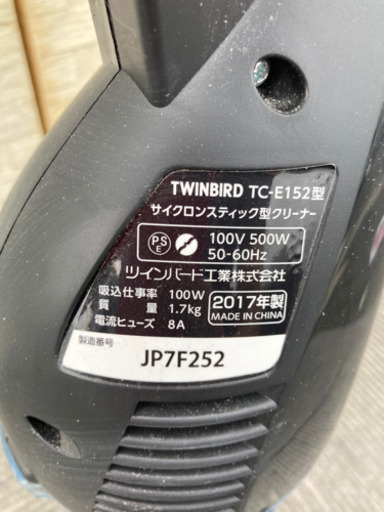 TWINBIRD TC-E152型
サイクロンスティック型クリーナー
PS E 100V 500W
50-60Hz
ツインバード工業株式会社
吸込仕事率 100W
質量 1.7kg
電流ヒューズ 8A
2017年製
MADE IN CHINA
製造番号
JP7F252